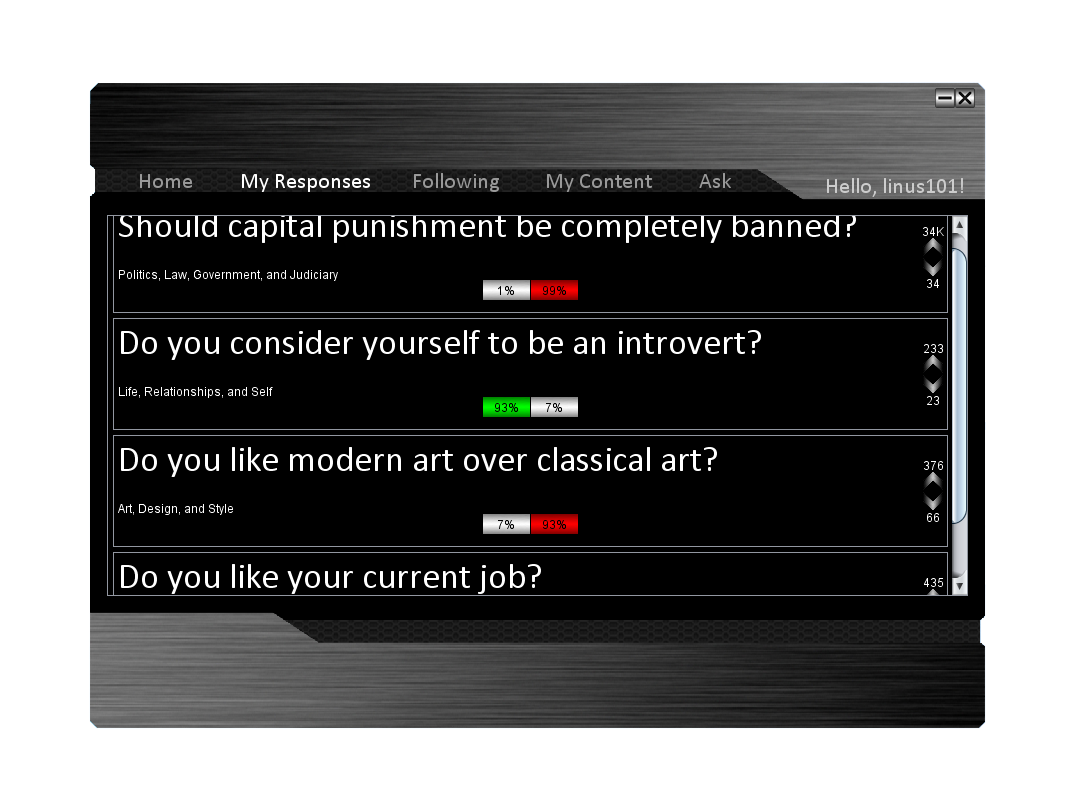 Home My Responses Following My Content Ask Hello, linus101!
Should capital punishment be completely banned?
34K
Politics, Law, Government, and Judiciary
34
1% 99%
Do you consider yourself to be an introvert?
233
Life, Relationships, and Self
23
93% 7%
Do you like modern art over classical art?
376
Art, Design, and Style
66
7% 93%
Do you like your current job?
435